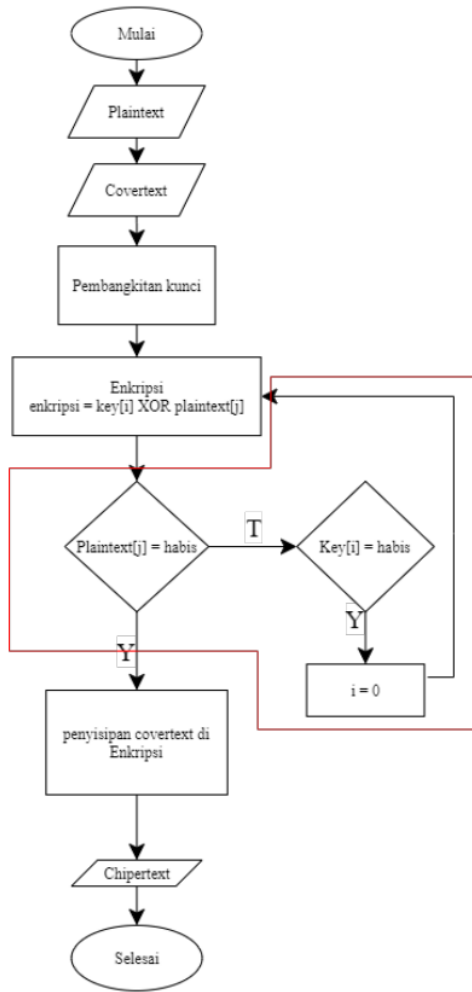 Mulai
Plaintext
Covertext
Pembangkitan kunci
Enkripsi
enkripsi = key[i] XOR plaintext[j]
Plaintext[j] = habis
T
Key[i] = habis
Y
Y
i = 0
penyisipan covertext di
Enkripsi
Chipertext
Selesai